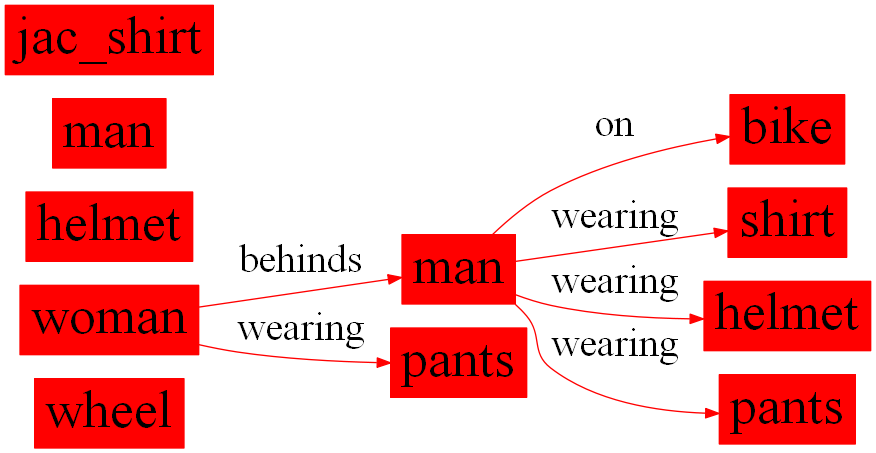 jac_shirt
man
helmet
woman
wheel
behinds
wearing
man
pants
on
wearing
wearing
wearing
bike
shirt
helmet
pants